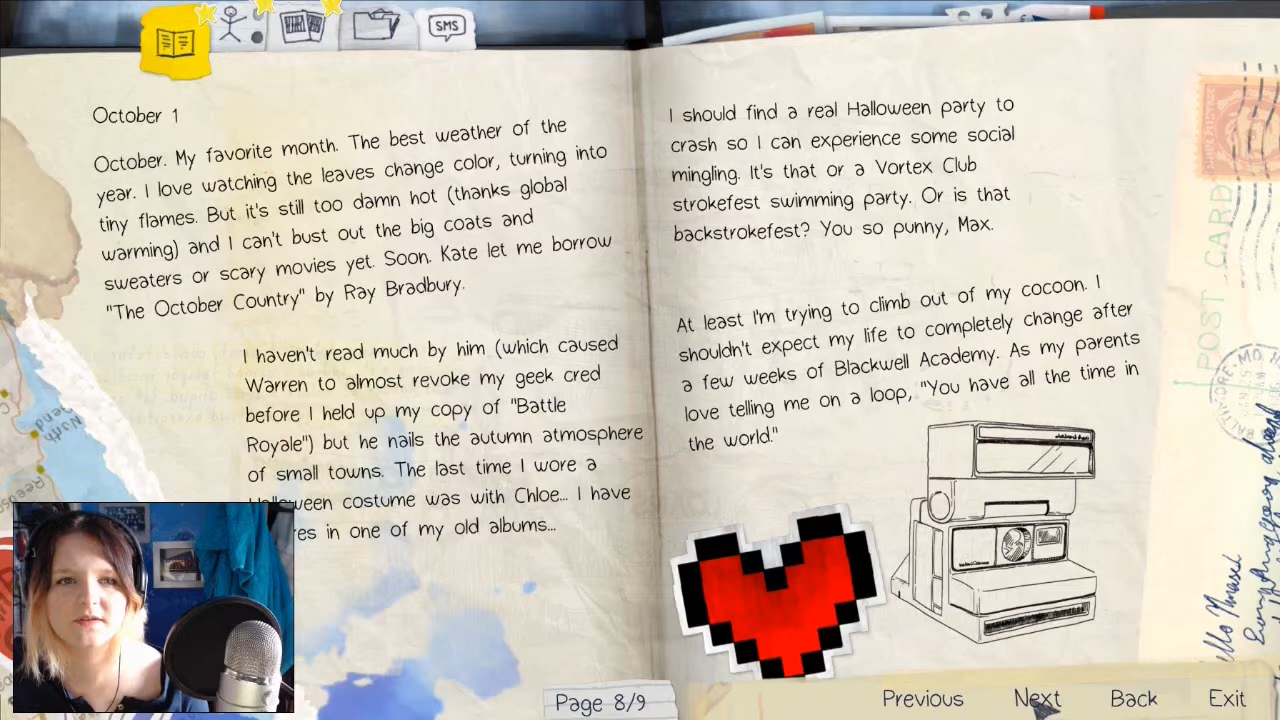 SMS
October 1
October. My favorite month. The best weather of the
year. I love watching the leaves change color, turning into
tiny flames. But it's still too damn hot (thanks global
warming) and I can't bust out the big coats and
sweaters or scary movies yet. Soon. Kate let me borrow
"The October Country" by Ray Bradbury.
I haven't read much by him (which caused
Warren to almost revoke my geek cred
before I held up my copy of "Battle
Royale") but he nails the autumn atmosphere
of small towns. The last time I wore a
costume was with Chloe... I have
in one of my old albums...
I should find a real Halloween party to
crash so I can experience some social
mingling. It's that or a Vortex Club
strokefest swimming party. Or is that
backstrokefest? You so punny, Max.
At least I'm trying to climb out of my cocoon. I
shouldn't expect my life to completely change after
a few weeks of Blackwell Academy. As my parents
love telling me on a loop, "You have all the time in
the world."
POST CARD
Page 8/9
Previous
Next
Back
Exit